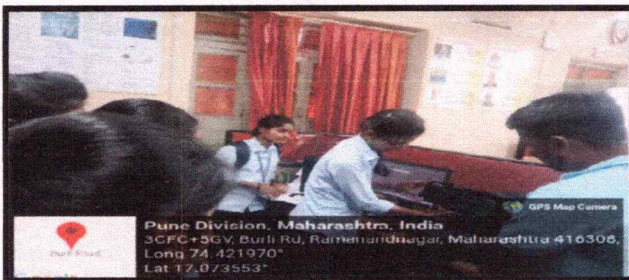 GPS Map Camera
Pune Division, Maharashtra, India
3CFC+5GV, Burli Rd, Ramanandnagar, Maharashtra 416308,
Long 74.421970°
Lat 17.073553°